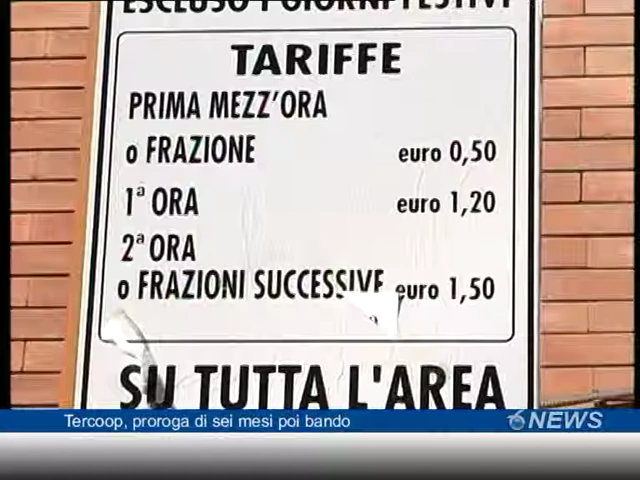 ESCLUSO I GIORNI FESTIVI
TARIFFE
PRIMA MEZZ'ORA
o FRAZIONE euro 0,50
1ª ORA euro 1,20
2ª ORA
o FRAZIONI SUCCESSIVE euro 1,50
SU TUTTA L'AREA
Tercoop, proroga di sei mesi poi bando
NEWS